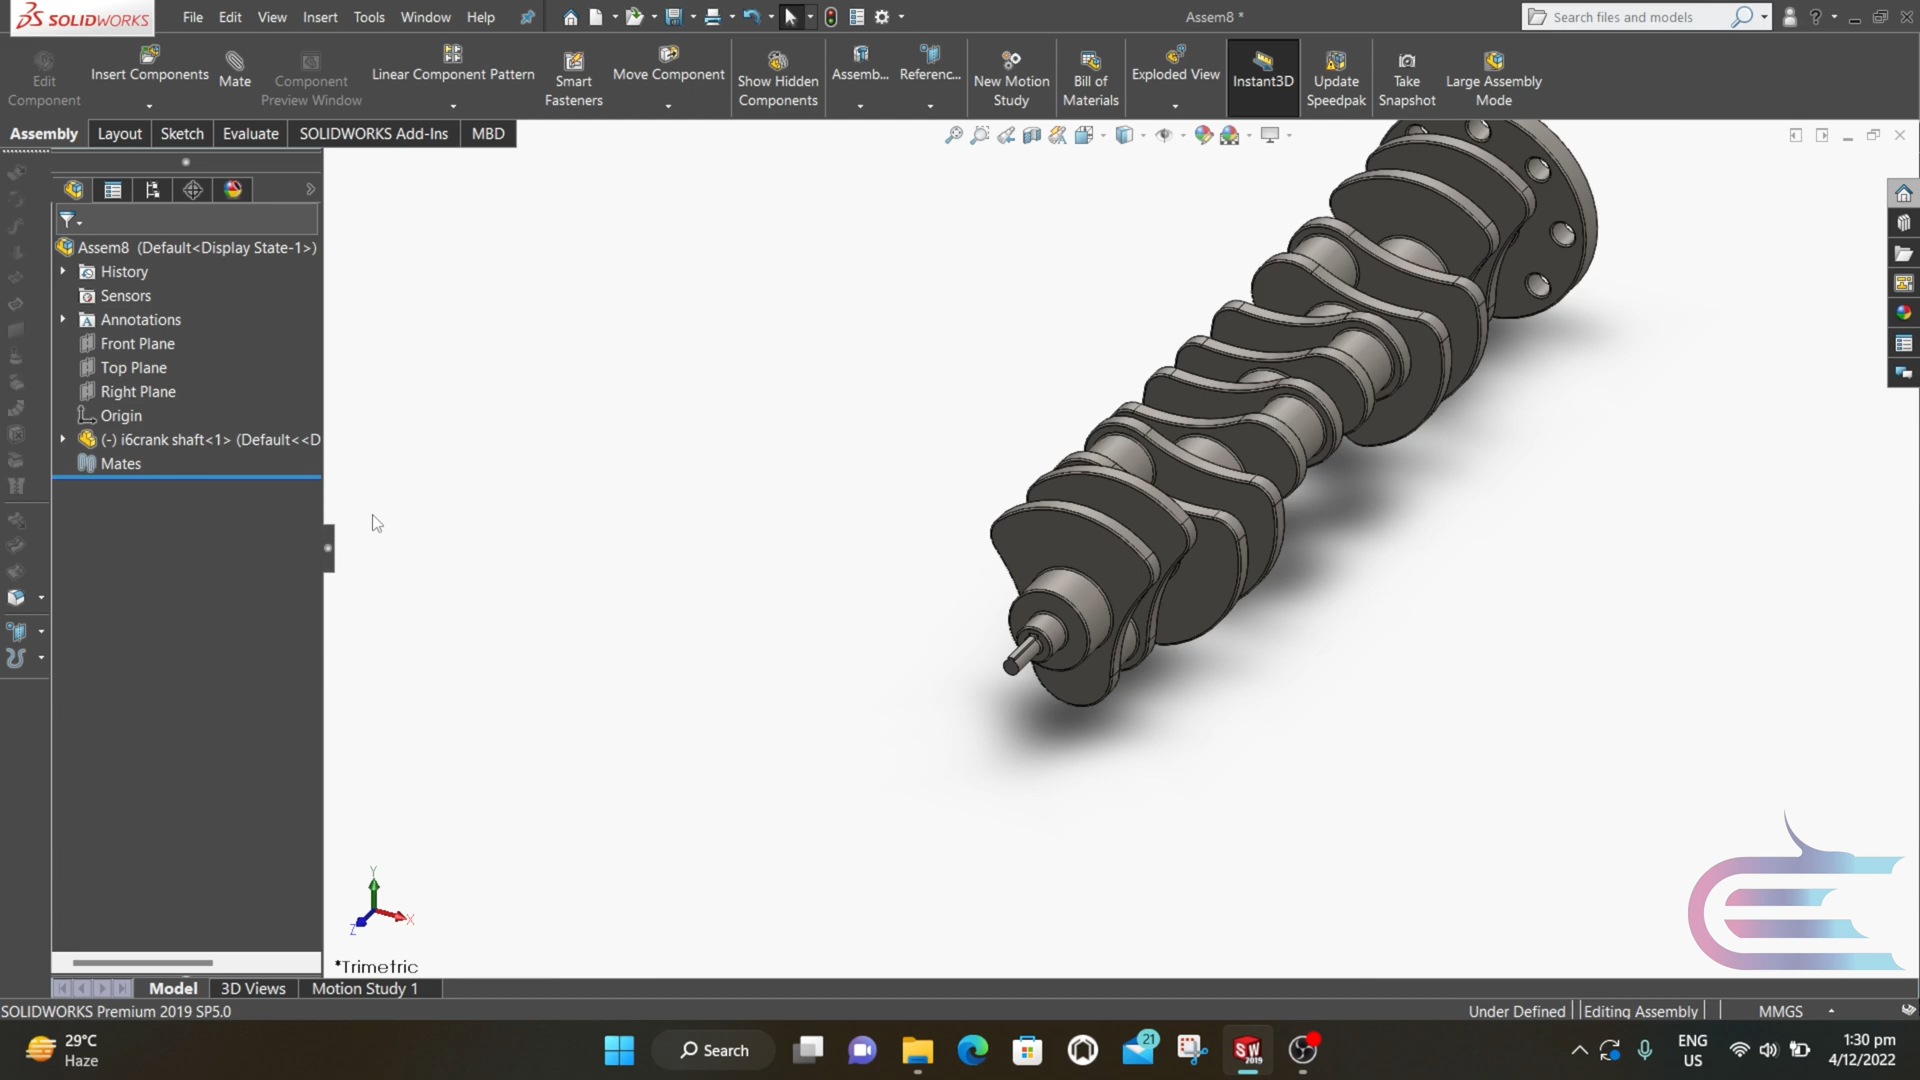 SOLIDWORKS
File Edit View Insert Tools Window Help
Assem8 *
Search files and models
Edit Component
Insert Components
Mate
Component Preview Window
Linear Component Pattern
Smart Fasteners
Move Component
Show Hidden Components
Assemb...
Referenc...
New Motion Study
Bill of Materials
Exploded View
Instant3D
Update Speedpak
Take Snapshot
Large Assembly Mode
Assembly Layout Sketch Evaluate SOLIDWORKS Add-Ins MBD
Assem8 (Default<Display State-1>)
History
Sensors
Annotations
Front Plane
Top Plane
Right Plane
Origin
(-) i6crank shaft<1> (Default<<D
Mates
Y
X
Z
*Trimetric
Model 3D Views Motion Study 1
SOLIDWORKS Premium 2019 SP5.0
Under Defined Editing Assembly MMGS
29°C
Haze
Search
21
SW
2019
ENG
US
1:30 pm
4/12/2022